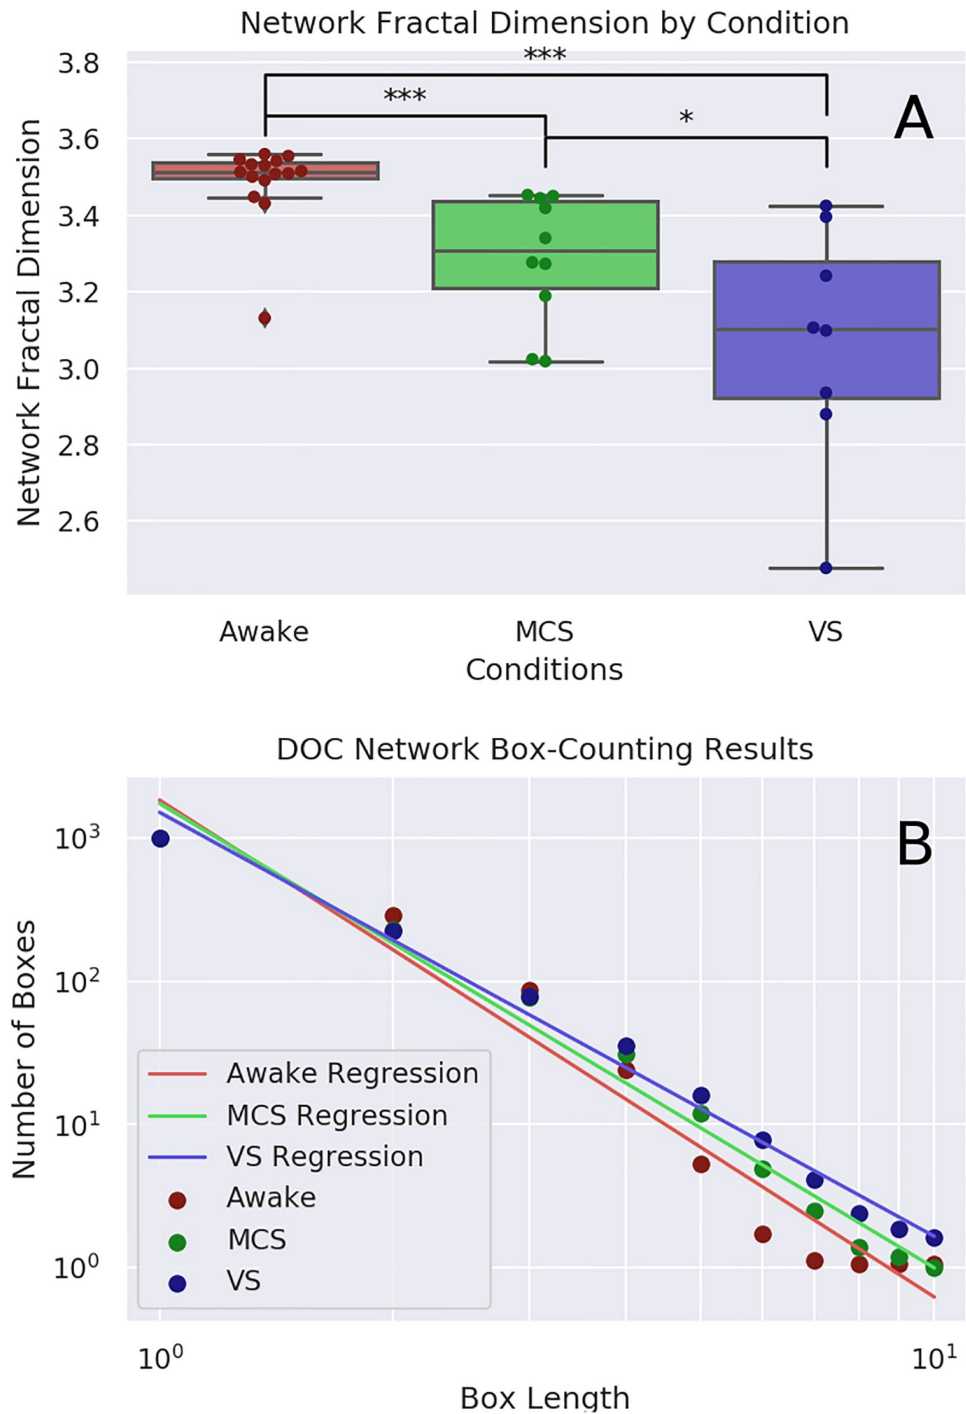 Network Fractal Dimension by Condition
***
***
*
A
Network Fractal Dimension
3.8
3.6
3.4
3.2
3.0
2.8
2.6
Awake MCS VS
Conditions
DOC Network Box-Counting Results
B
Number of Boxes
10³
10²
10¹
10⁰
Awake Regression
MCS Regression
VS Regression
Awake
MCS
VS
10⁰ 10¹
Box Length